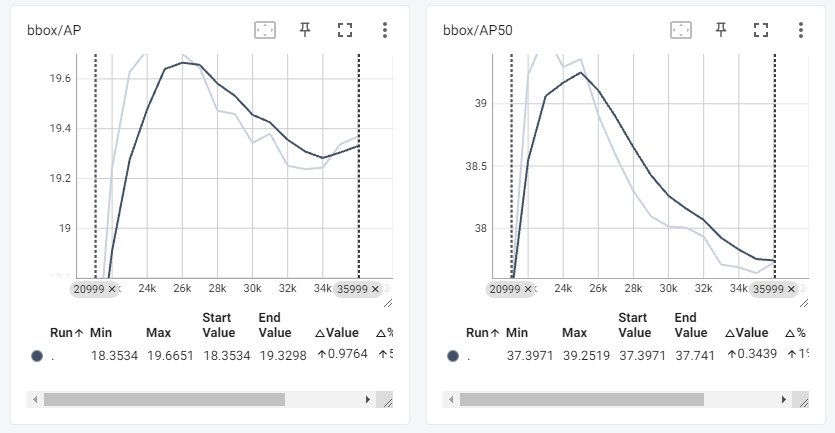 bbox/AP
19.6
19.4
19.2
19
20999 ×
24k
26k
28k
30k
32k
34k
35999 ×
Run↑ Min Max Start Value End Value △Value △%
. 18.3534 19.6651 18.3534 19.3298 ↑0.9764
bbox/AP50
39
38.5
38
20999 ×
24k
26k
28k
30k
32k
34k
35999 ×
Run↑ Min Max Start Value End Value △Value △%
. 37.3971 39.2519 37.3971 37.741 ↑0.3439